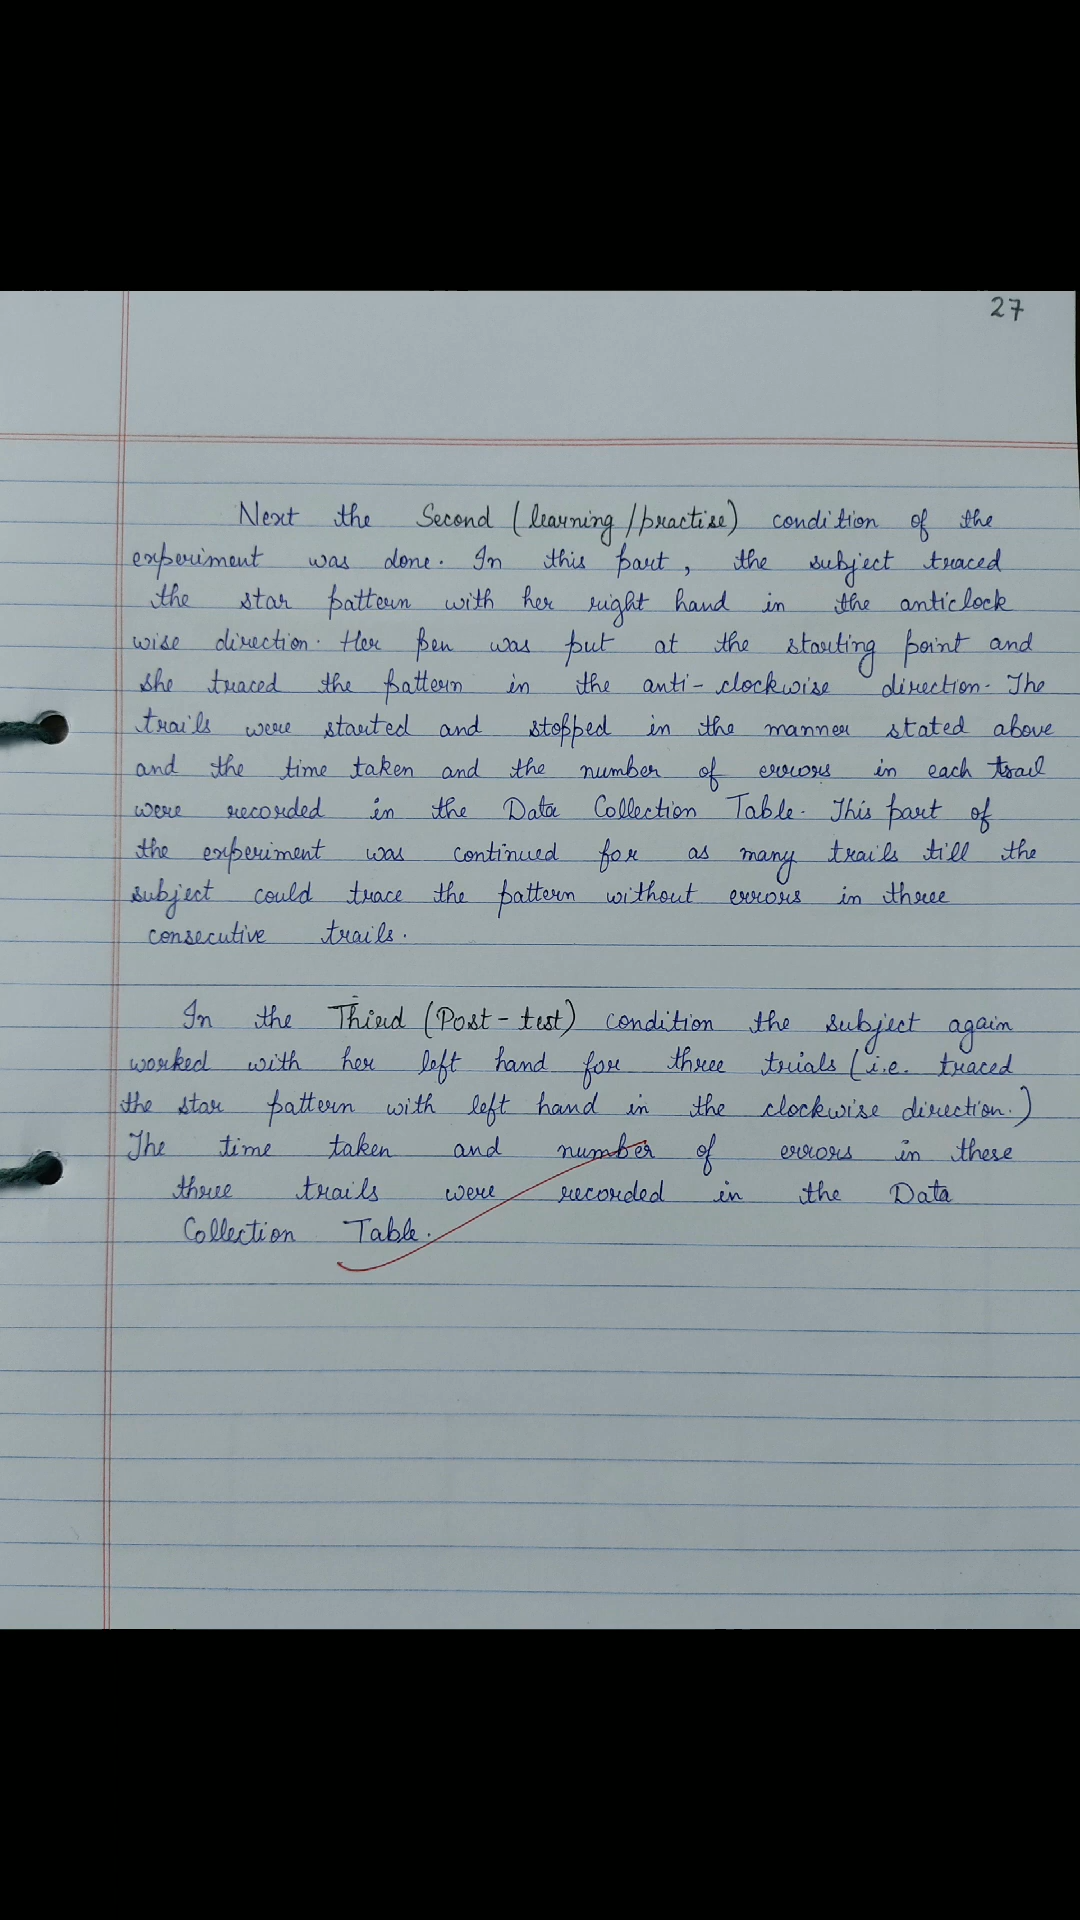 27
Next the Second (learning/practise) condition of the
experiment was done. In this part, the subject traced
the star pattern with her right hand in the anticlock
wise direction. Her pen was put at the starting point and
she traced the pattern in the anti-clockwise direction. The
trails were started and stopped in the manner stated above
and the time taken and the number of errors in each trail
were recorded in the Data Collection Table. This part of
the experiment was continued for as many trails till the
subject could trace the pattern without errors in three
consecutive trails.
In the Third (Post-test) condition the subject again
worked with her left hand for three trials (i.e. traced
the star pattern with left hand in the clockwise direction.)
The time taken and number of errors in these
three trails were recorded in the Data
Collection Table.